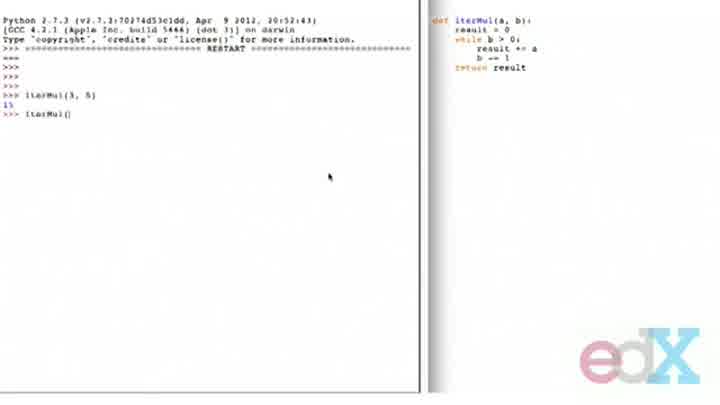 Python 2.7.3 (v2.7.3:70274d53c1dd, Apr  9 2012, 20:52:43)
[GCC 4.2.1 (Apple Inc. build 5666) (dot 3)] on darwin
Type "copyright", "credits" or "license()" for more information.
>>> ================================ RESTART ================================
===
>>>
>>>
>>>
>>> iterMul(3, 5)
15
>>> iterMul(
def iterMul(a, b):
    result = 0
    while b > 0:
        result += a
        b -= 1
    return result
edX